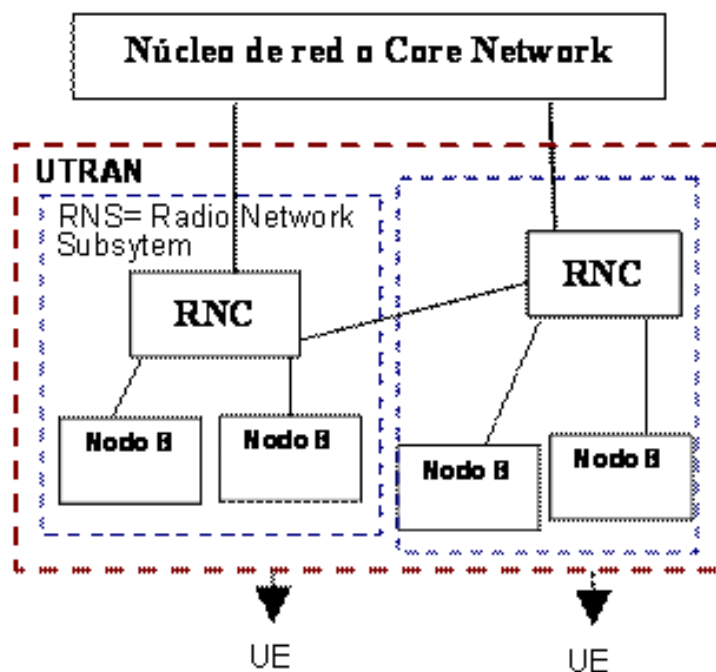 Núcleo de red o Core Network
UTRAN
RNS= Radio Network
Subsytem
RNC
RNC
Nodo B
Nodo B
Nodo B
Nodo B
UE
UE